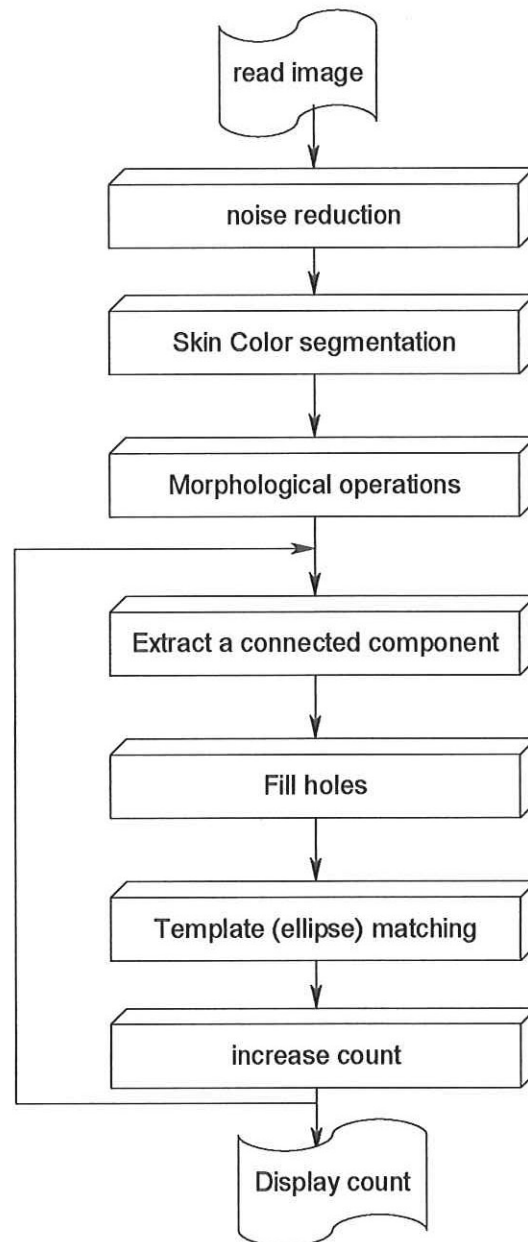 read image
noise reduction
Skin Color segmentation
Morphological operations
Extract a connected component
Fill holes
Template (ellipse) matching
increase count
Display count